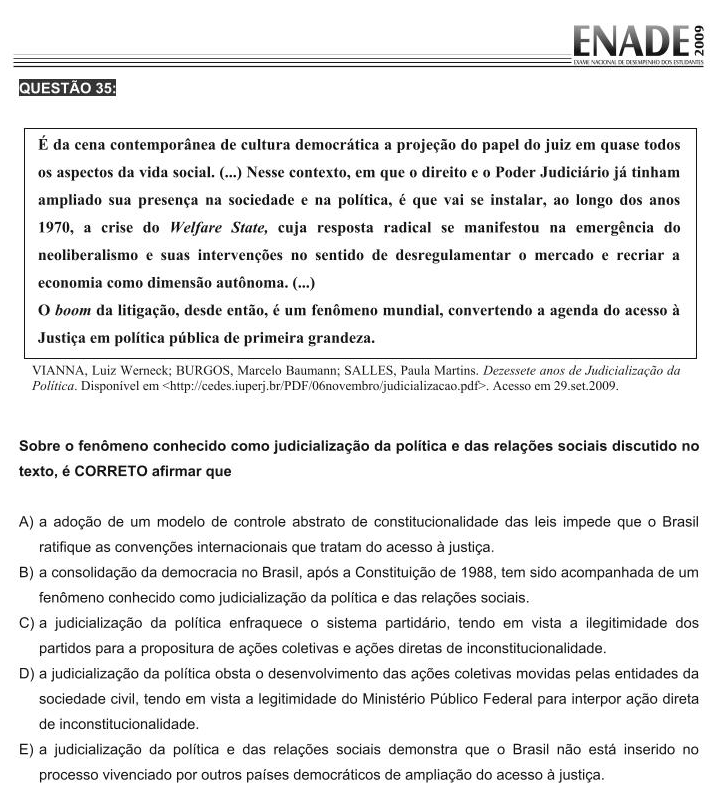 ENADE 2009
EXAME NACIONAL DE DESEMPENHO DOS ESTUDANTES
QUESTÃO 35:
É da cena contemporânea de cultura democrática a projeção do papel do juiz em quase todos
os aspectos da vida social. (...) Nesse contexto, em que o direito e o Poder Judiciário já tinham
ampliado sua presença na sociedade e na política, é que vai se instalar, ao longo dos anos
1970, a crise do Welfare State, cuja resposta radical se manifestou na emergência do
neoliberalismo e suas intervenções no sentido de desregulamentar o mercado e recriar a
economia como dimensão autônoma. (...)
O boom da litigação, desde então, é um fenômeno mundial, convertendo a agenda do acesso à
Justiça em política pública de primeira grandeza.
VIANNA, Luiz Werneck; BURGOS, Marcelo Baumann; SALLES, Paula Martins. Dezessete anos de Judicialização da
Política. Disponível em <http://cedes.iuperj.br/PDF/06novembro/judicializacao.pdf>. Acesso em 29.set.2009.
Sobre o fenômeno conhecido como judicialização da política e das relações sociais discutido no
texto, é CORRETO afirmar que
A) a adoção de um modelo de controle abstrato de constitucionalidade das leis impede que o Brasil
ratifique as convenções internacionais que tratam do acesso à justiça.
B) a consolidação da democracia no Brasil, após a Constituição de 1988, tem sido acompanhada de um
fenômeno conhecido como judicialização da política e das relações sociais.
C) a judicialização da política enfraquece o sistema partidário, tendo em vista a ilegitimidade dos
partidos para a propositura de ações coletivas e ações diretas de inconstitucionalidade.
D) a judicialização da política obsta o desenvolvimento das ações coletivas movidas pelas entidades da
sociedade civil, tendo em vista a legitimidade do Ministério Público Federal para interpor ação direta
de inconstitucionalidade.
E) a judicialização da política e das relações sociais demonstra que o Brasil não está inserido no
processo vivenciado por outros países democráticos de ampliação do acesso à justiça.